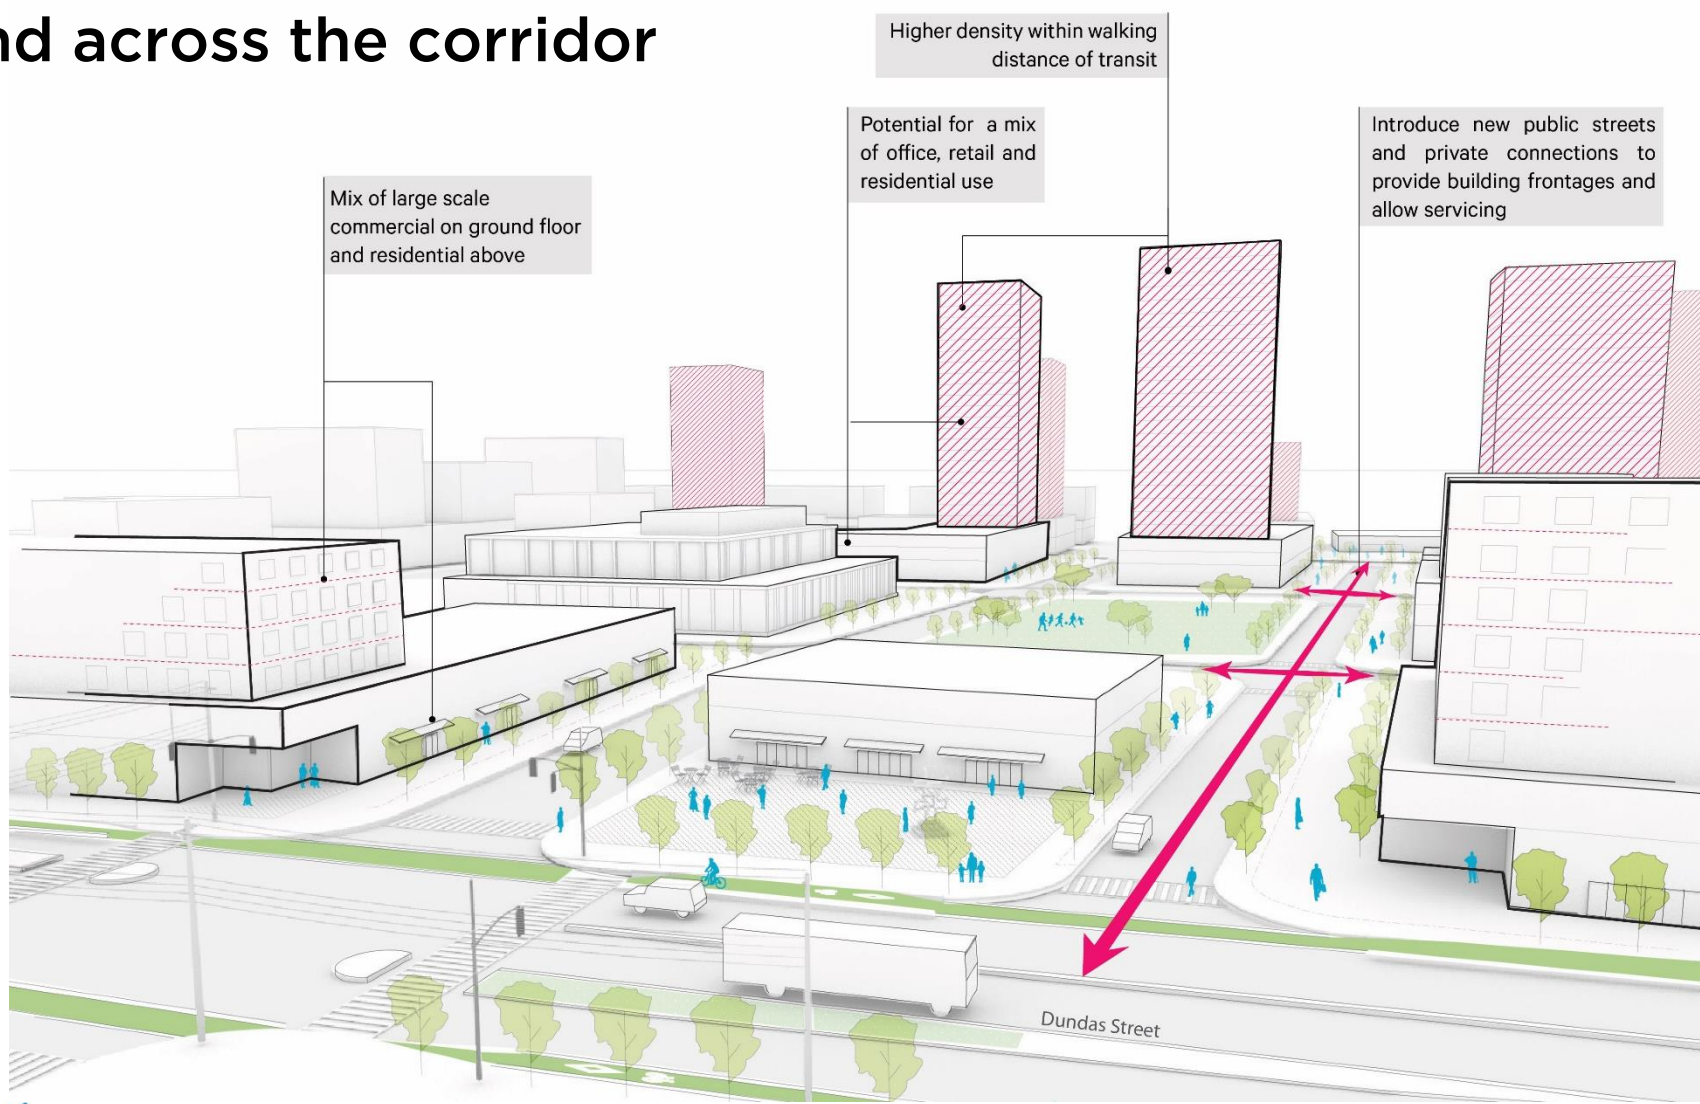 nd across the corridor
Higher density within walking
distance of transit
Potential for a mix
of office, retail and
residential use
Introduce new public streets
and private connections to
provide building frontages and
allow servicing
Mix of large scale
commercial on ground floor
and residential above
Dundas Street